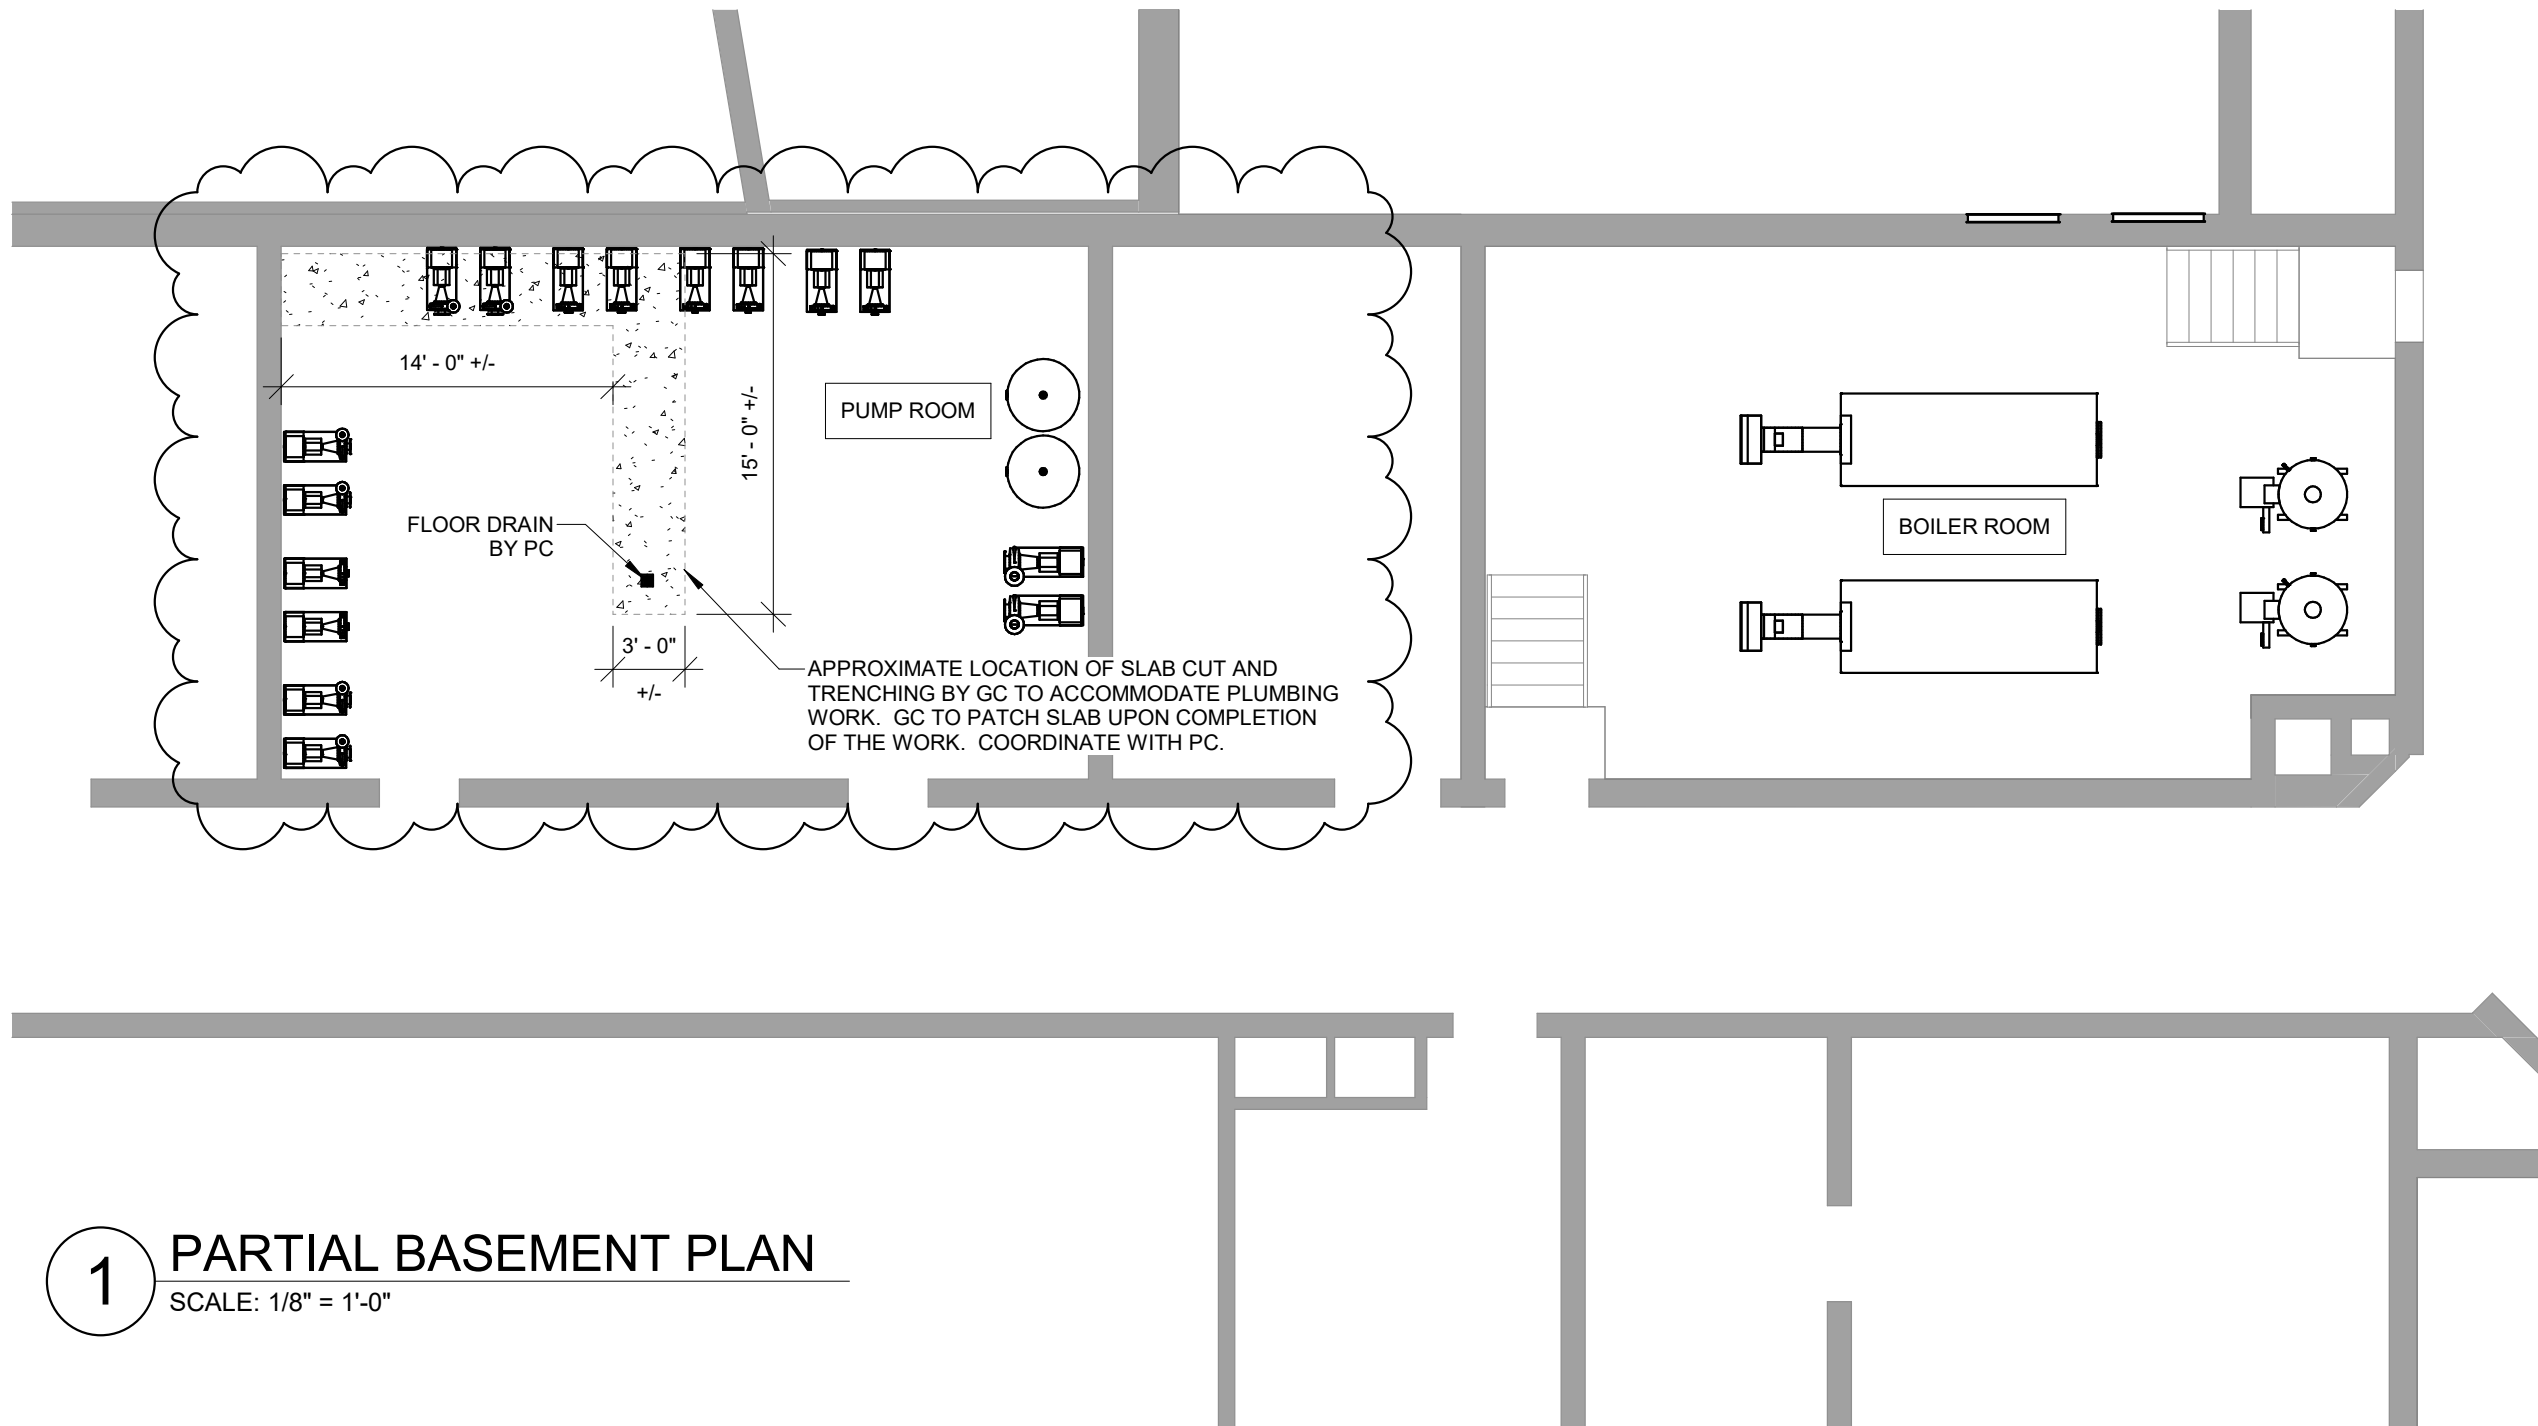 14' - 0" +/-
15' - 0" +/-
PUMP ROOM
FLOOR DRAIN
BY PC
BOILER ROOM
3' - 0"
+/-
APPROXIMATE LOCATION OF SLAB CUT AND
TRENCHING BY GC TO ACCOMMODATE PLUMBING
WORK.  GC TO PATCH SLAB UPON COMPLETION
OF THE WORK.  COORDINATE WITH PC.
1
PARTIAL BASEMENT PLAN
SCALE: 1/8" = 1'-0"